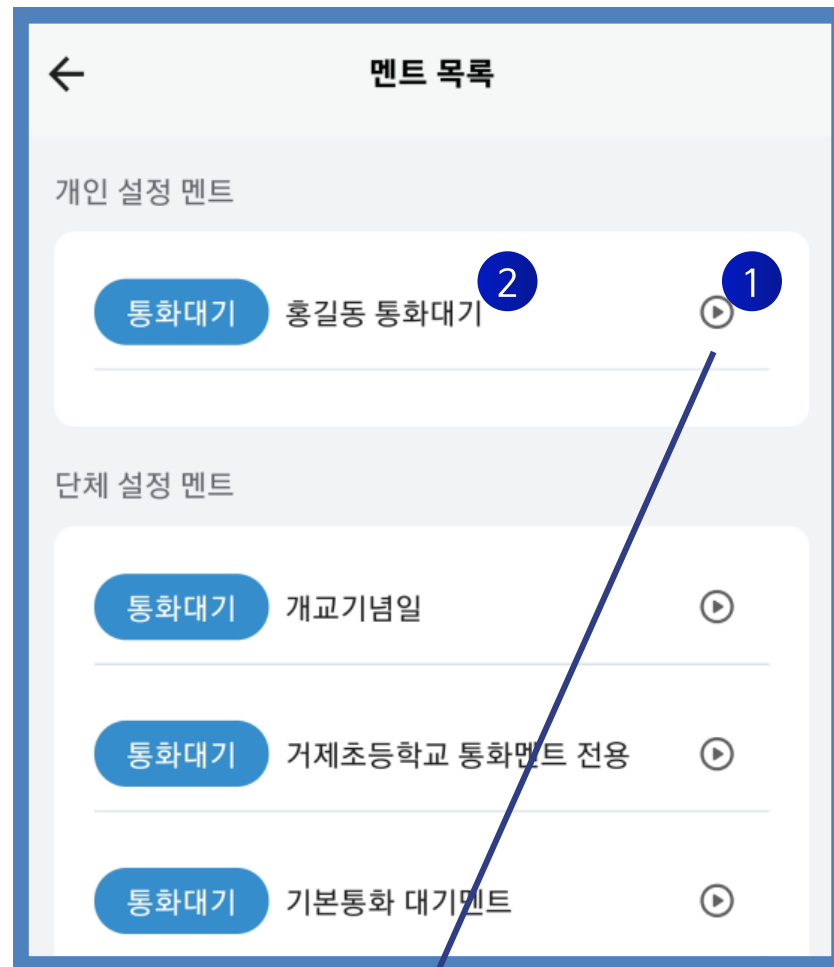 멘트 목록
개인 설정 멘트
통화대기 홍길동 통화대기 2 1
단체 설정 멘트
통화대기 개교기념일
통화대기 거제초등학교 통화멘트 전용
통화대기 기본통화 대기멘트